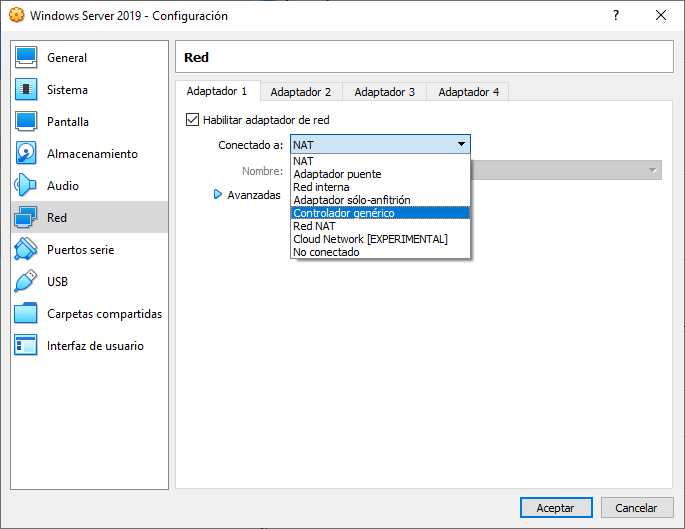 Windows Server 2019 - Configuración
?
General
Sistema
Pantalla
Almacenamiento
Audio
Red
Puertos serie
USB
Carpetas compartidas
Interfaz de usuario
Red
Adaptador 1 Adaptador 2 Adaptador 3 Adaptador 4
Habilitar adaptador de red
Conectado a: NAT
NAT
Adaptador puente
Nombre:
Red interna
Avanzadas
Adaptador sólo-anfitrión
Controlador genérico
Red NAT
Cloud Network [EXPERIMENTAL]
No conectado
Aceptar Cancelar